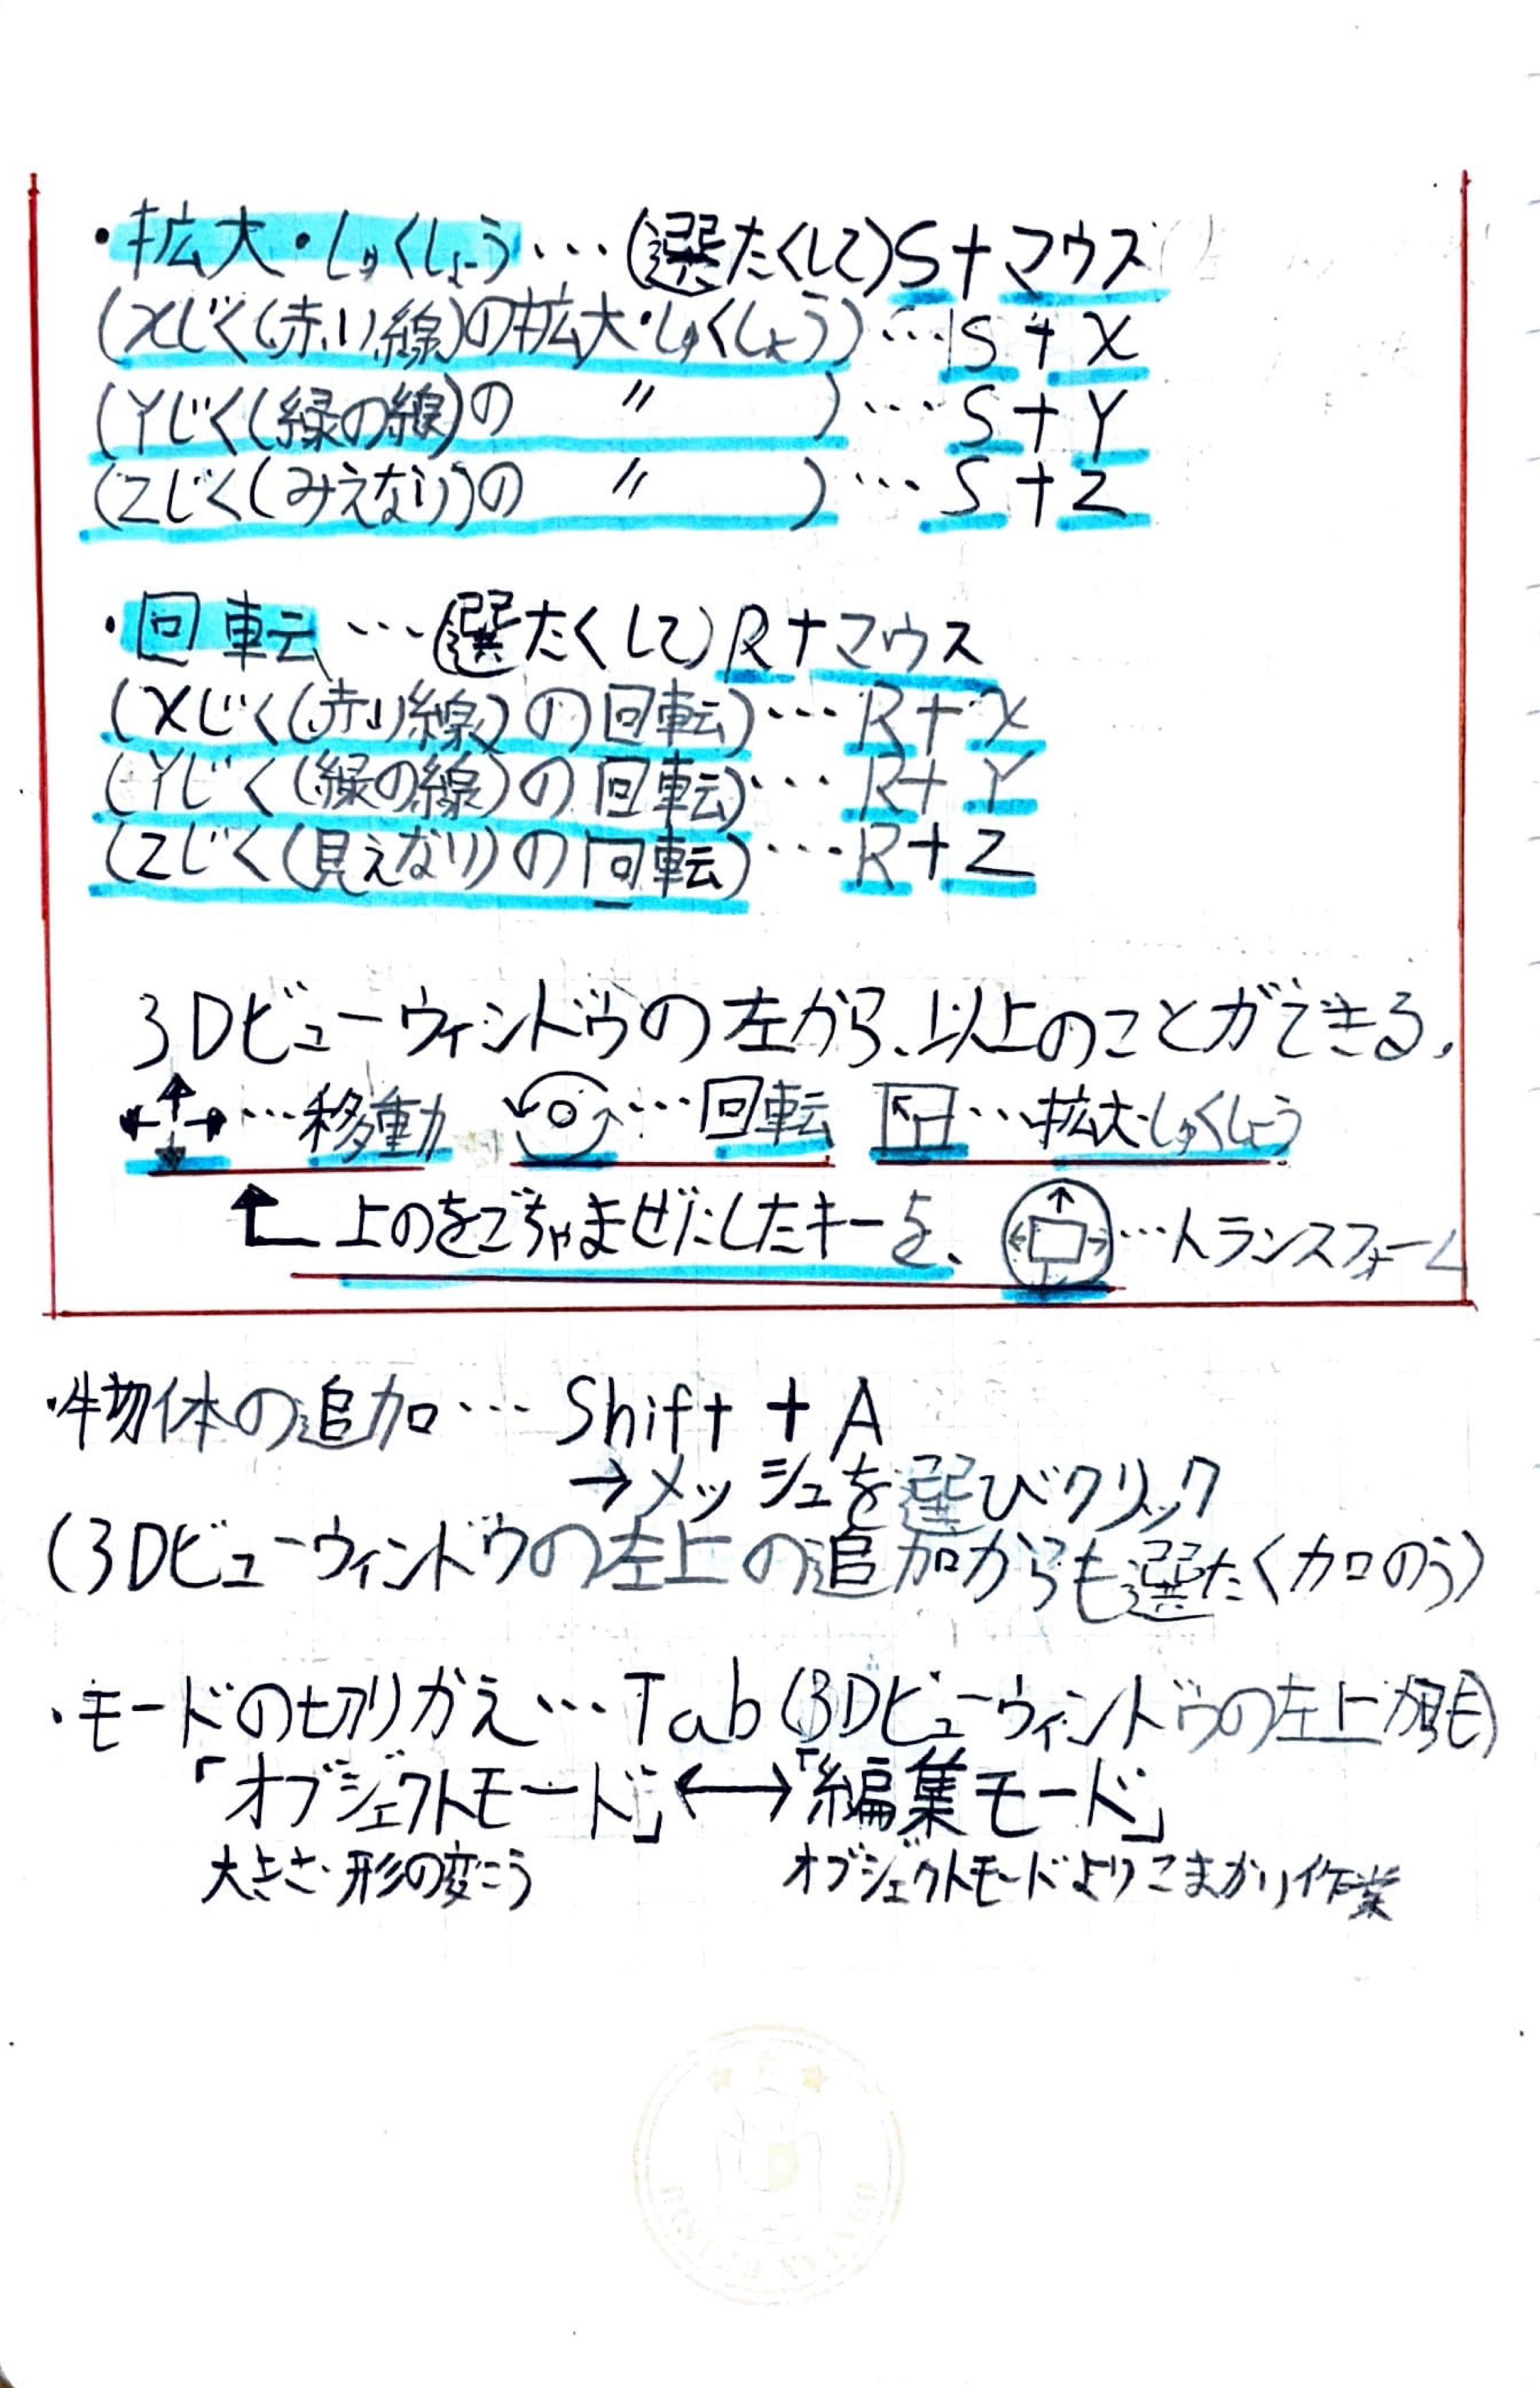 ・拡大・しゅくしょう…(選たくして)S+マウス
(Xじく(赤い線)の拡大・しゅくしょう)…S+X
(Yじく(緑の線)の 〃 )…S+Y
(Zじく(みえない)の 〃 )…S+Z
・回転…(選たくして)R+マウス
(Xじく(赤い線)の回転)…R+X
(Yじく(緑の線)の回転)…R+Y
(Zじく(見えない)の回転)…R+Z
3Dビューウィンドウの左から、以上のことができる。
…移動 …回転 …拡大・しゅくしょう
上のをごちゃまぜにしたキーを、…トランスフォーム
・物体の追加…Shift+A
→メッシュを選びクリック
(3Dビューウィンドウの左上の追加からも選たくカロのう)
・モードの切りかえ…Tab(3Dビューウィンドウの左上からも)
「オブジェクトモード」↔「編集モード」
大きさ・形の変こう オブジェクトモードよりこまかい作業